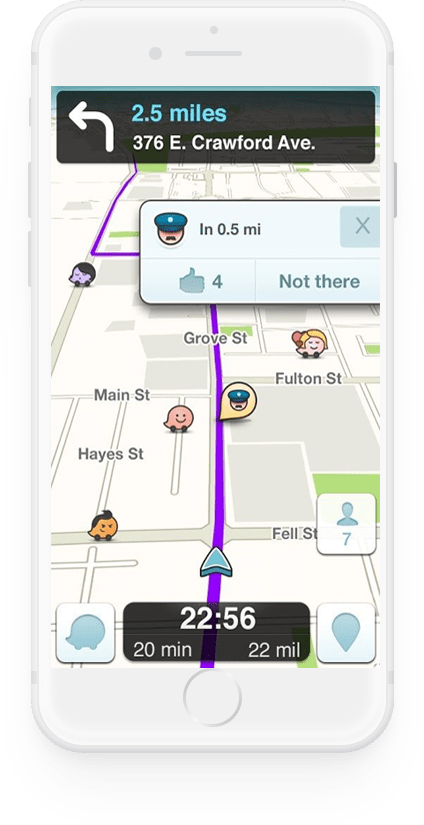 2.5 miles
376 E. Crawford Ave.
In 0.5 mi
X
4
Not there
Grove St
Fulton St
Main St
Hayes St
Fell St
7
22:56
20 min
22 mil